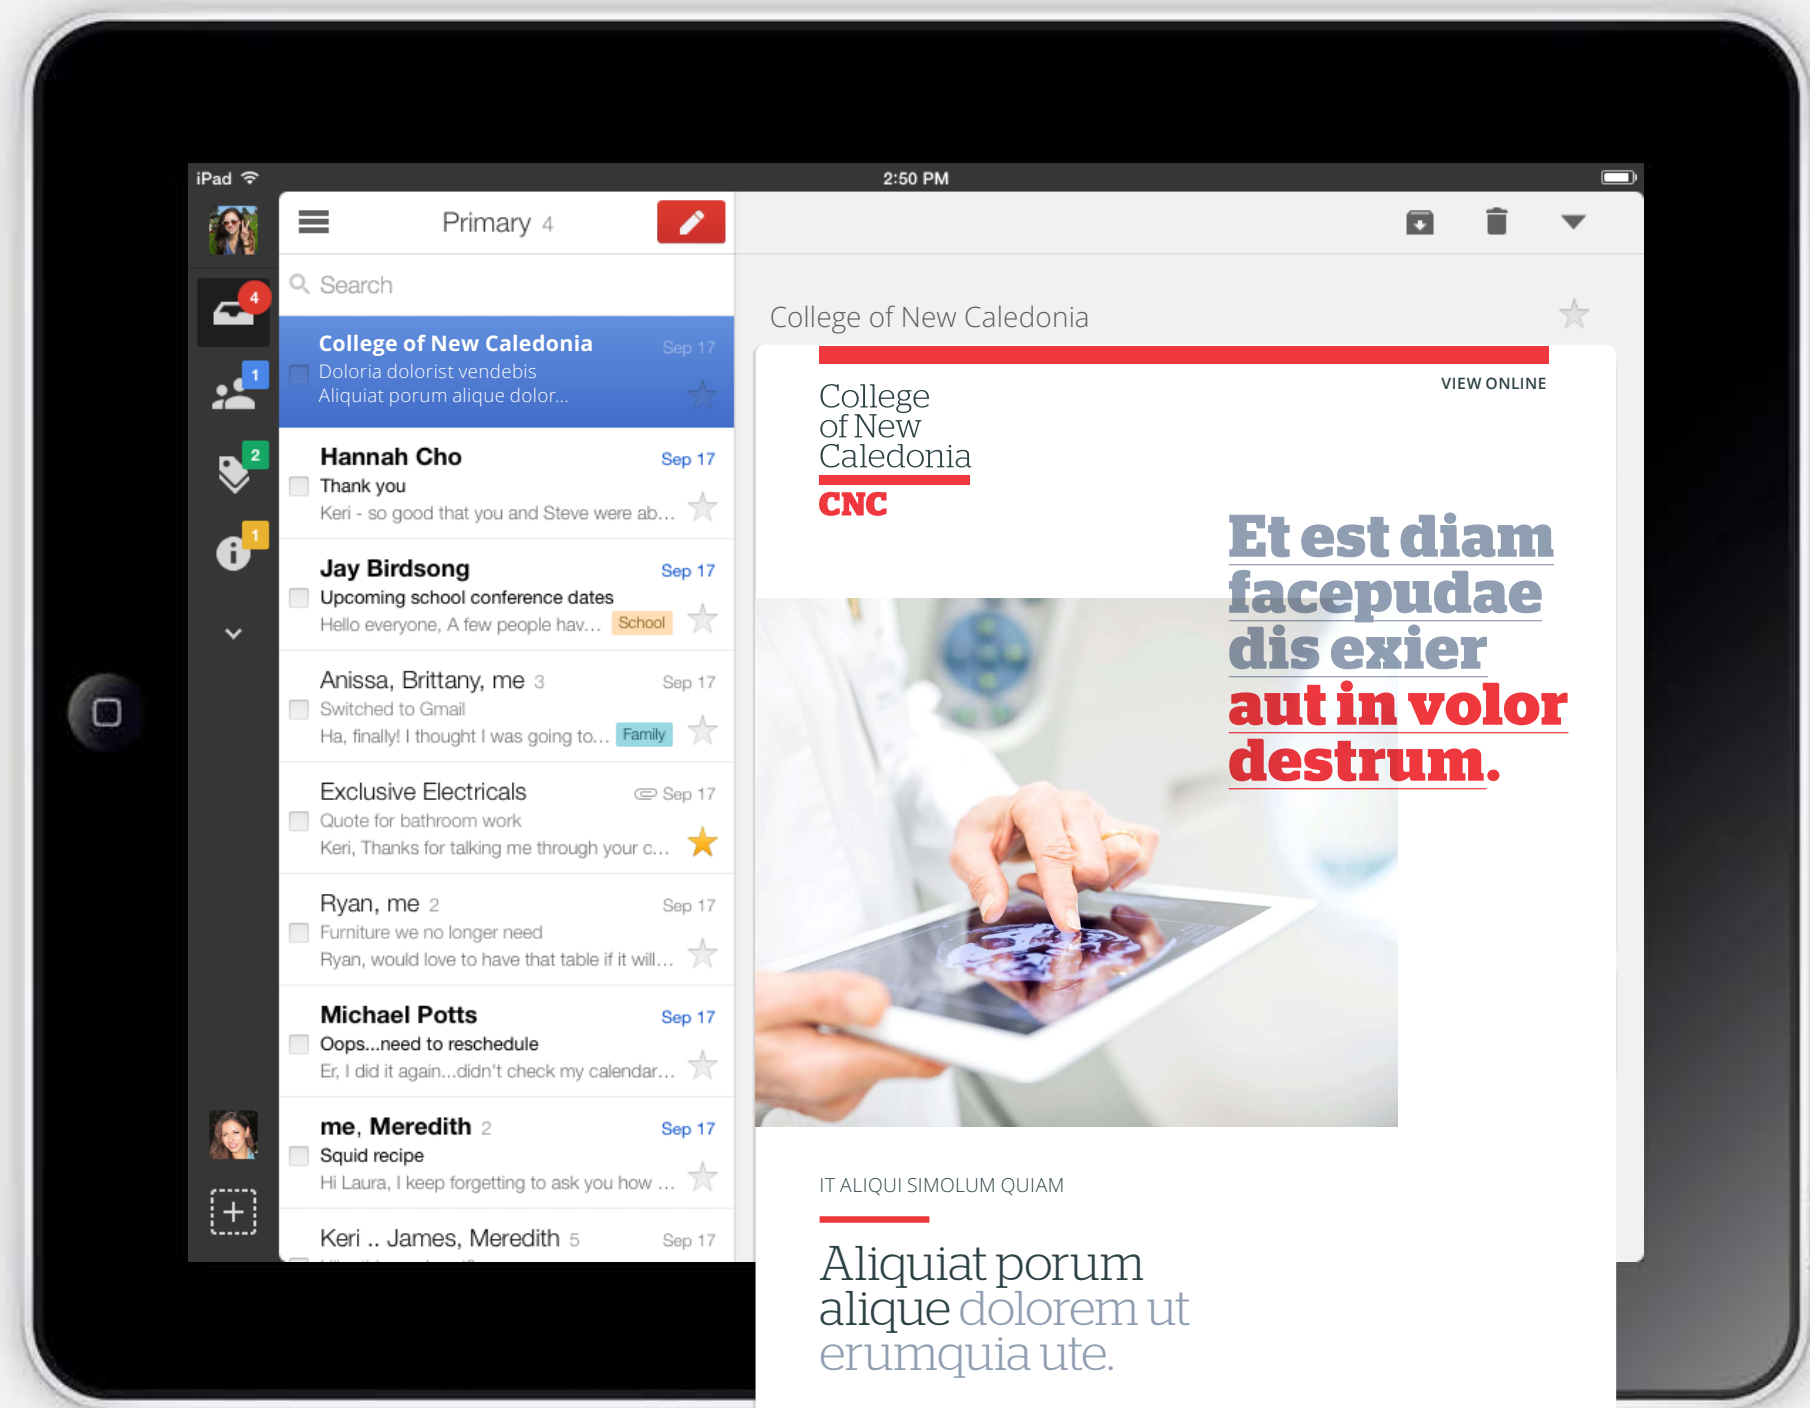 iPad
2:50 PM
4
1
2
1
Primary 4
Search
College of New Caledonia Sep 17
Doloria dolorist vendebis
Aliquiat porum alique dolor...
Hannah Cho Sep 17
Thank you
Keri - so good that you and Steve were ab...
Jay Birdsong Sep 17
Upcoming school conference dates
Hello everyone, A few people hav... School
Anissa, Brittany, me 3 Sep 17
Switched to Gmail
Ha, finally! I thought I was going to... Family
Exclusive Electricals Sep 17
Quote for bathroom work
Keri, Thanks for talking me through your c...
Ryan, me 2 Sep 17
Furniture we no longer need
Ryan, would love to have that table if it will...
Michael Potts Sep 17
Oops...need to reschedule
Er, I did it again...didn't check my calendar...
me, Meredith 2 Sep 17
Squid recipe
Hi Laura, I keep forgetting to ask you how ...
Keri .. James, Meredith 5 Sep 17
College of New Caledonia
VIEW ONLINE
College
of New
Caledonia
CNC
Et est diam
facepudae
dis exier
aut in volor
destrum.
IT ALIQUI SIMOLUM QUIAM
Aliquiat porum
alique dolorem ut
erumquia ute.